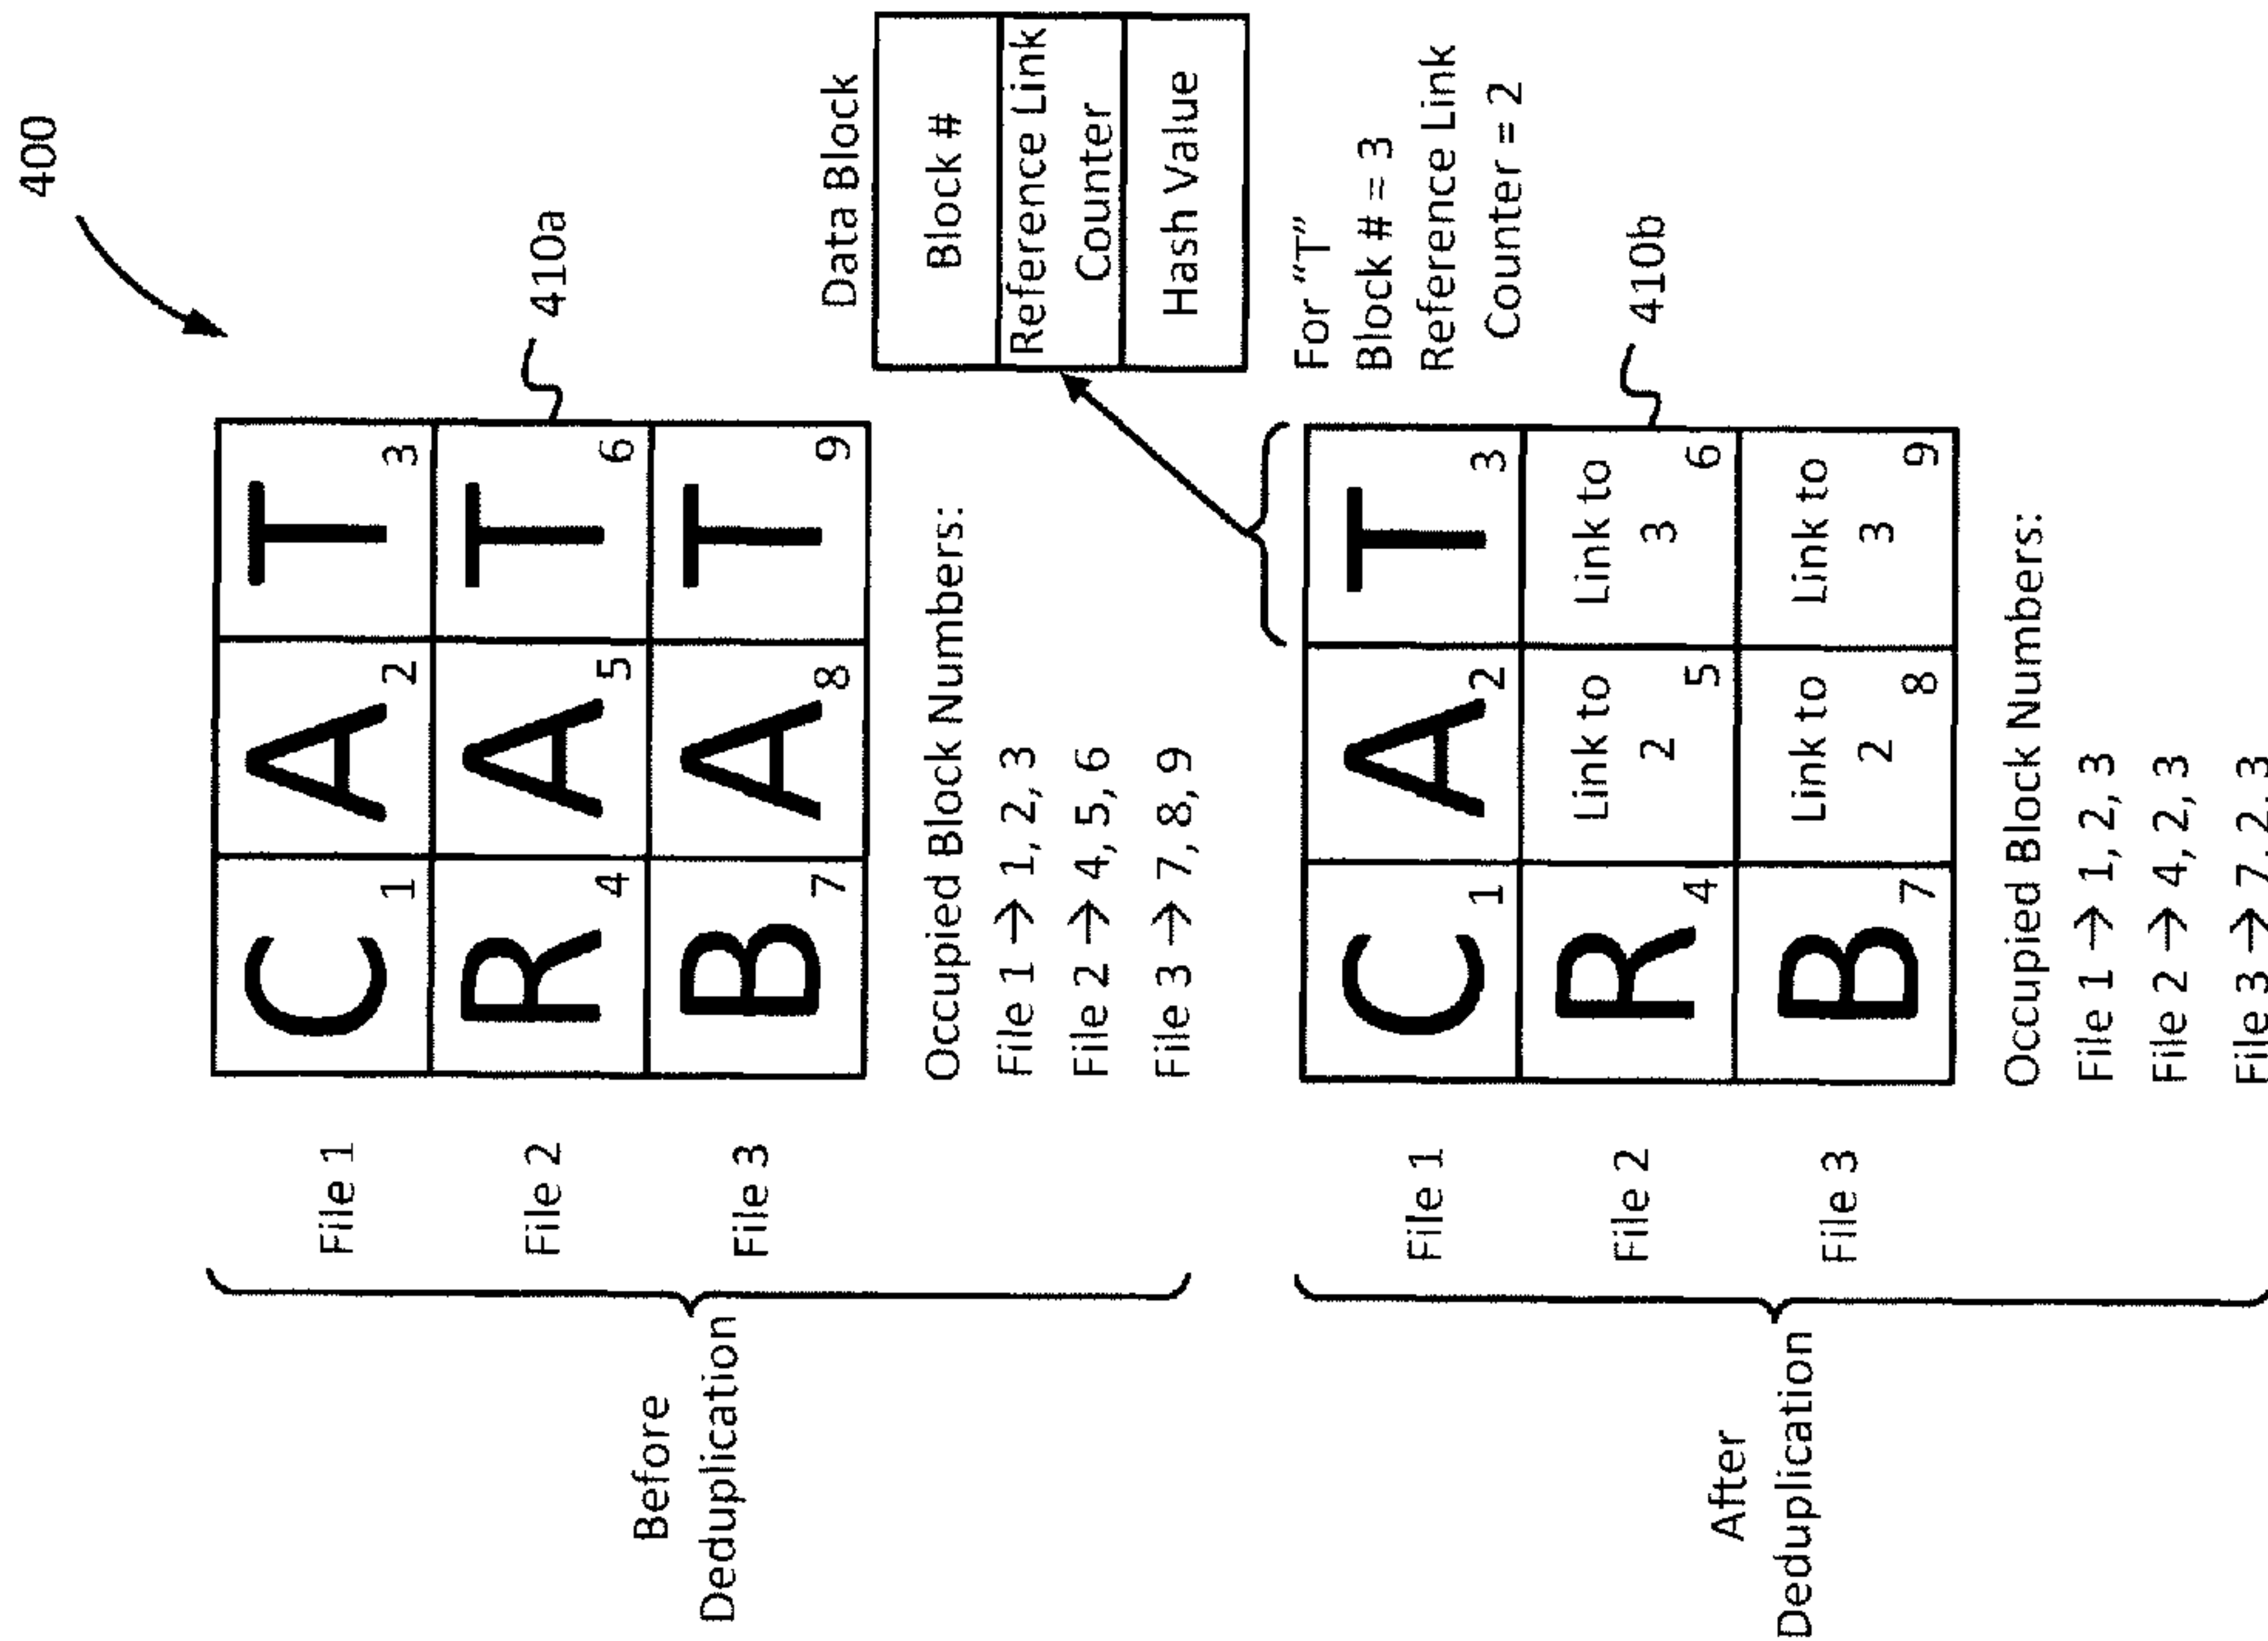 400
Before
Deduplication
File 1
File 2
File 3
C 1 A 2 T 3
R 4 A 5 T 6
B 7 A 8 T 9
410a
Occupied Block Numbers:
File 1 → 1, 2, 3
File 2 → 4, 5, 6
File 3 → 7, 8, 9
Data Block
Block #
Reference Link
Counter
Hash Value
For "T"
Block # = 3
Reference Link
Counter = 2
After
Deduplication
File 1
File 2
File 3
C 1 A 2 T 3
R 4 Link to 2 5 Link to 3 6
B 7 Link to 2 8 Link to 3 9
410b
Occupied Block Numbers:
File 1 → 1, 2, 3
File 2 → 4, 2, 3
File 3 → 7, 2, 3